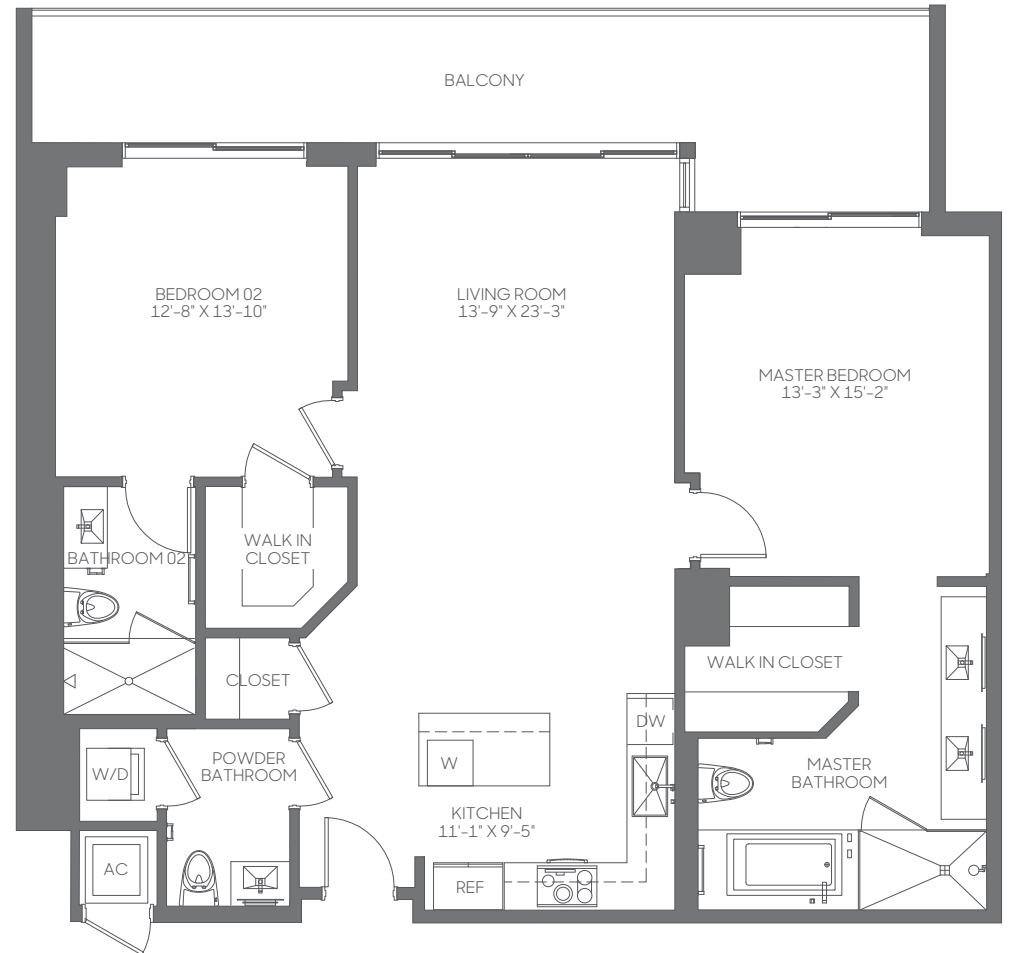 BALCONY
BEDROOM 02
12'-8" X 13'-10"
LIVING ROOM
13'-9" X 23'-3"
MASTER BEDROOM
13'-3" X 15'-2"
WALK IN
CLOSET
BATHROOM 02
CLOSET
WALK IN CLOSET
DW
W/D
POWDER
BATHROOM
W
MASTER
BATHROOM
KITCHEN
11'-1" X 9'-5"
AC
REF